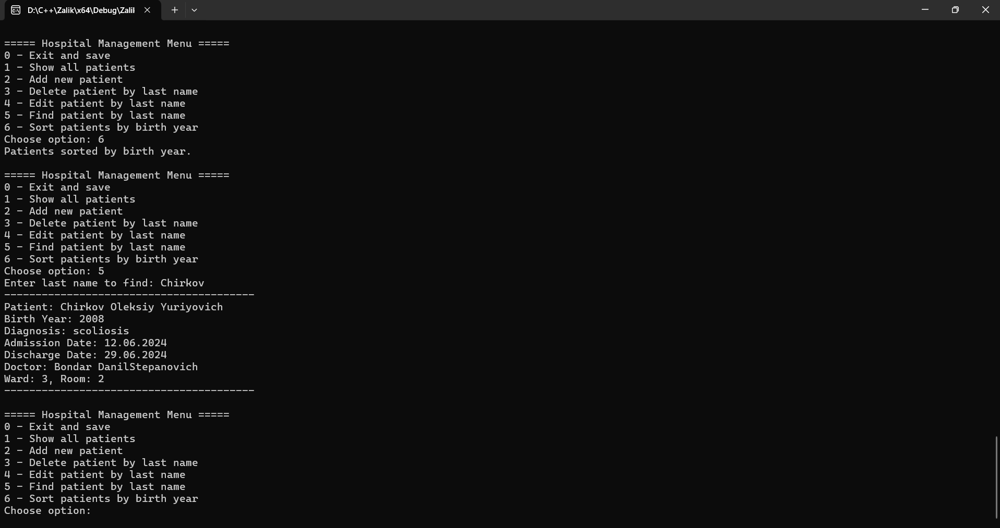 D:\C++\Zalik\x64\Debug\Zali
===== Hospital Management Menu =====
0 - Exit and save
1 - Show all patients
2 - Add new patient
3 - Delete patient by last name
4 - Edit patient by last name
5 - Find patient by last name
6 - Sort patients by birth year
Choose option: 6
Patients sorted by birth year.
===== Hospital Management Menu =====
0 - Exit and save
1 - Show all patients
2 - Add new patient
3 - Delete patient by last name
4 - Edit patient by last name
5 - Find patient by last name
6 - Sort patients by birth year
Choose option: 5
Enter last name to find: Chirkov
----------------------------------------
Patient: Chirkov Oleksiy Yuriyovich
Birth Year: 2008
Diagnosis: scoliosis
Admission Date: 12.06.2024
Discharge Date: 29.06.2024
Doctor: Bondar DanilStepanovich
Ward: 3, Room: 2
----------------------------------------
===== Hospital Management Menu =====
0 - Exit and save
1 - Show all patients
2 - Add new patient
3 - Delete patient by last name
4 - Edit patient by last name
5 - Find patient by last name
6 - Sort patients by birth year
Choose option: